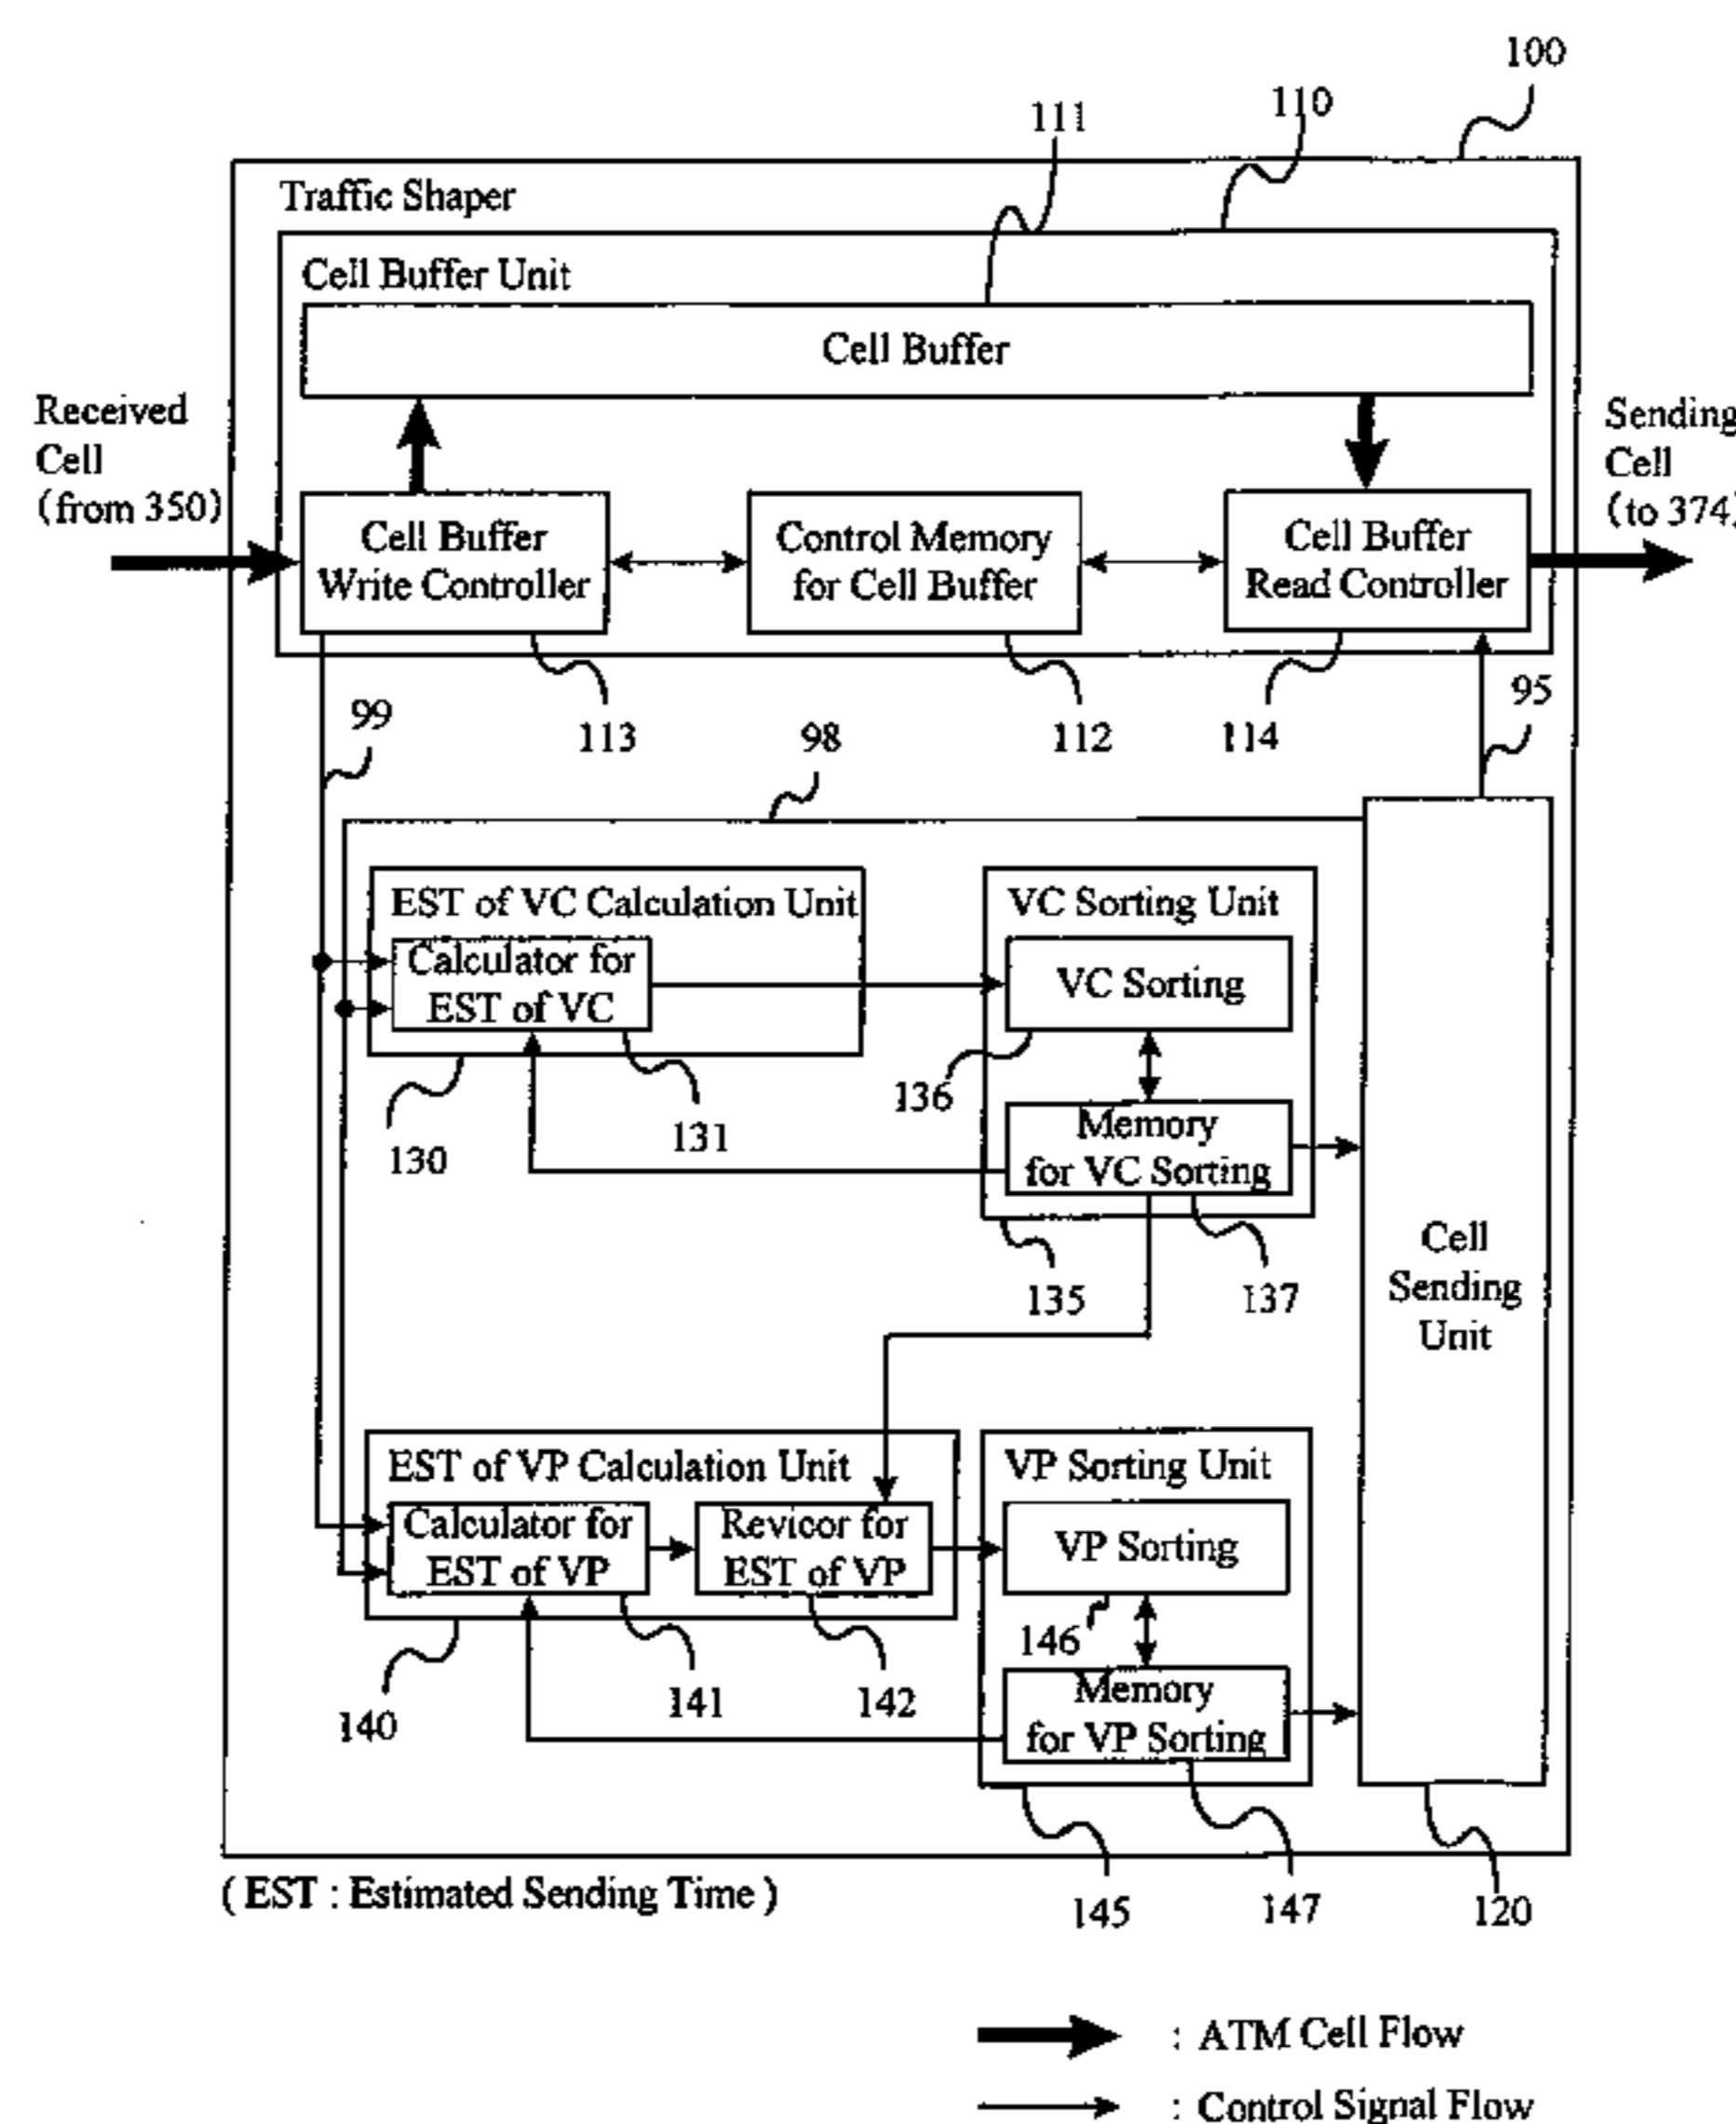 100
110
111
Traffic Shaper
Cell Buffer Unit
Cell Buffer
Received
Cell
(from 350)
Sending
Cell
(to 374)
Cell Buffer
Write Controller
Control Memory
for Cell Buffer
Cell Buffer
Read Controller
99
113
98
112
114
95
EST of VC Calculation Unit
Calculator for
EST of VC
VC Sorting Unit
VC Sorting
136
130
131
Memory
for VC Sorting
135
137
Cell
Sending
Unit
EST of VP Calculation Unit
Calculator for
EST of VP
Revicor for
EST of VP
VP Sorting Unit
VP Sorting
146
140
141
142
Memory
for VP Sorting
( EST : Estimated Sending Time )
145
147
120
: ATM Cell Flow
: Control Signal Flow